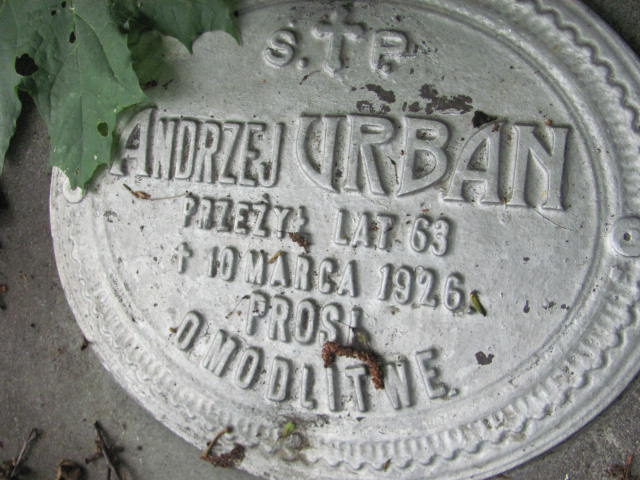 Ś.†P.
ANDRZEJ URBAN
PRZEŻYŁ LAT 63
† 10 MARCA 1926.
PROSI
O MODLITWĘ.